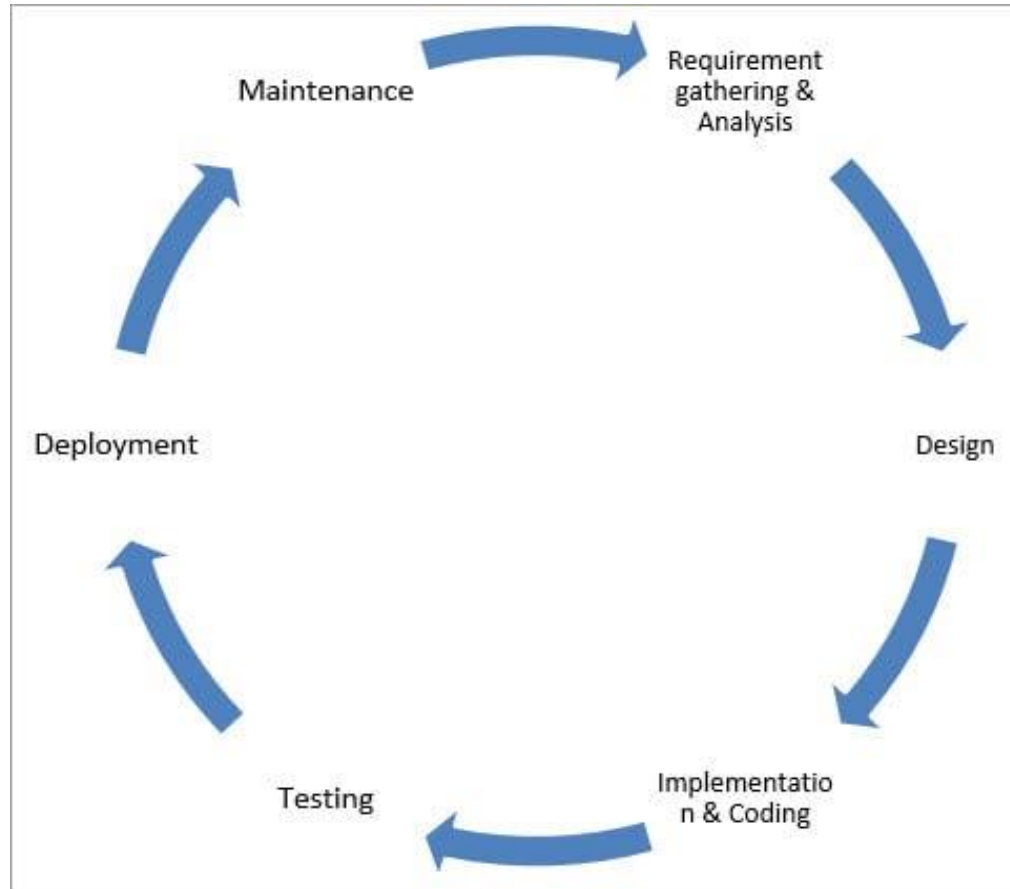 Maintenance
Requirement
gathering &
Analysis
Deployment
Design
Testing
Implementatio
n & Coding